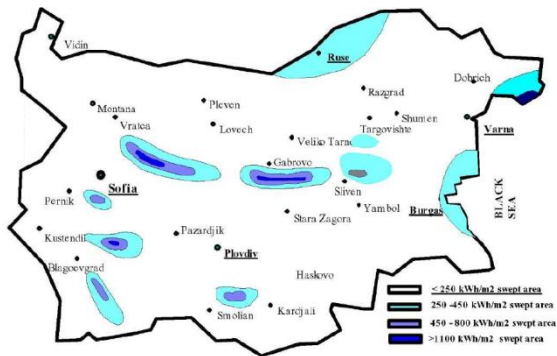 Vidin
Ruse
Dobrich
Razgrad
Montana
Pleven
Vratca
Lovech
Shumen
Targovishte
Varna
Veliko Tarno
Gabrovo
Sofia
Sliven
Pernik
Yambol
Burgas
BLACK
SEA
Stara Zagora
Kustendil
Pazardjik
Plovdiv
Blagoevgrad
Haskovo
Smolian
Kardjali
< 250 kWh/m2 swept area
250 -450 kWh/m2 swept area
450 -800 kWh/m2 swept area
>1100 kWh/m2 swept area